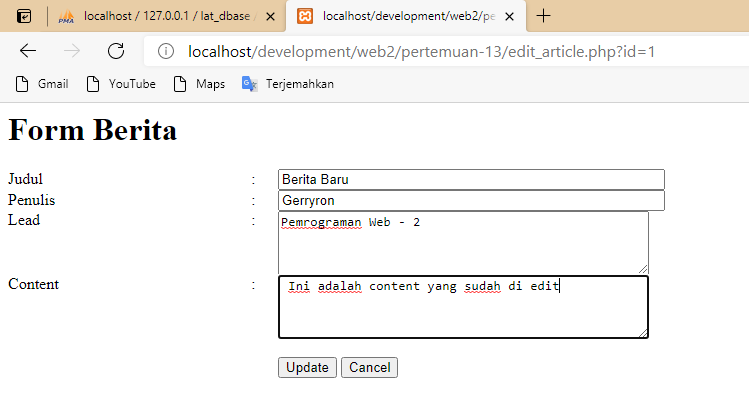 localhost / 127.0.0.1 / lat_dbase
localhost/development/web2/pe
localhost/development/web2/pertemuan-13/edit_article.php?id=1
Gmail YouTube Maps Terjemahkan
Form Berita
Judul : Berita Baru
Penulis : Gerryron
Lead : Pemrograman Web - 2
Content : Ini adalah content yang sudah di edit
Update Cancel